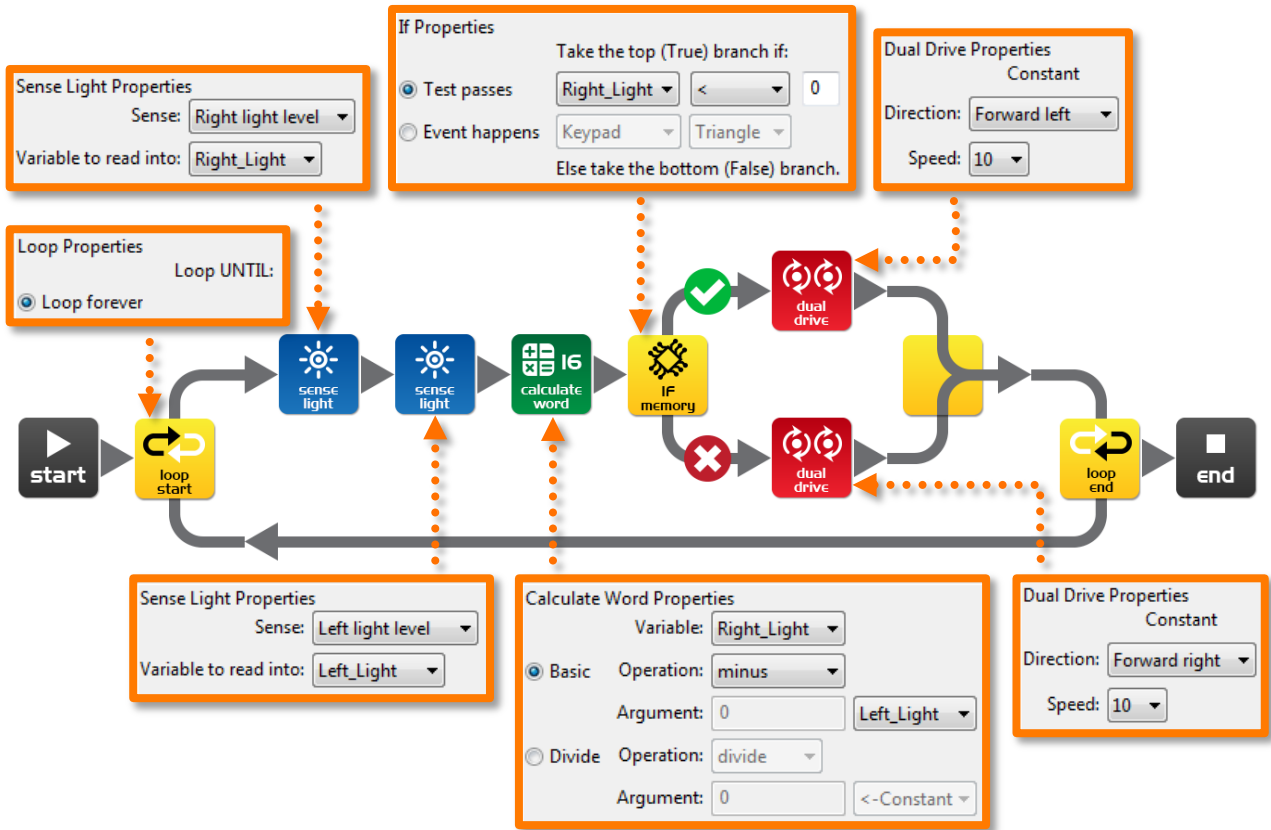 If Properties
Take the top (True) branch if:
Test passes Right_Light < 0
Event happens Keypad Triangle
Else take the bottom (False) branch.
Dual Drive Properties
Constant
Direction: Forward left
Speed: 10
Sense Light Properties
Sense: Right light level
Variable to read into: Right_Light
Loop Properties
Loop UNTIL:
Loop forever
start
loop
start
sense
light
sense
light
16
calculate
word
IF
memory
dual
drive
dual
drive
loop
end
end
Sense Light Properties
Sense: Left light level
Variable to read into: Left_Light
Calculate Word Properties
Variable: Right_Light
Basic Operation: minus
Argument: 0 Left_Light
Divide Operation: divide
Argument: 0 <-Constant
Dual Drive Properties
Constant
Direction: Forward right
Speed: 10